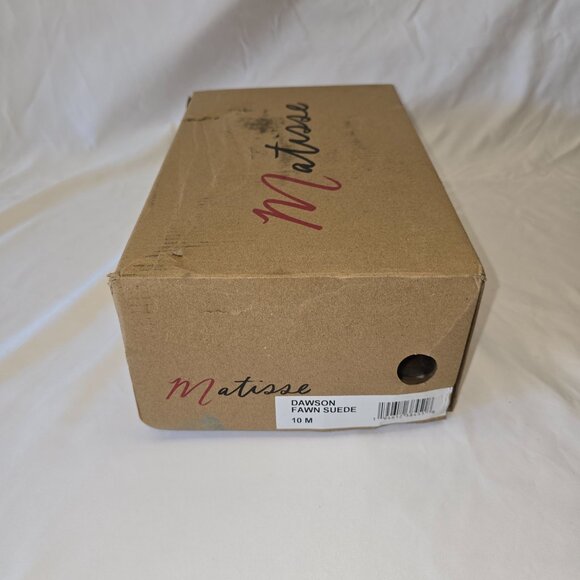 Matisse
Matisse
DAWSON
FAWN SUEDE
10 M